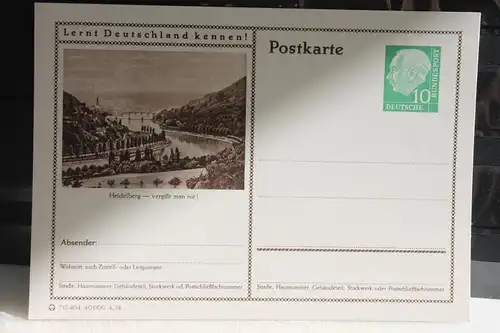 Lernt Deutschland kennen!
Heidelberg — vergißt man nie!
Absender:
Wohnort, auch Zustell- oder Leitpostamt
Straße, Hausnummer, Gebäudeteil, Stockwerk od. Postschließfachnummer
Postkarte
10
DEUTSCHE
BUNDESPOST
Straße, Hausnummer, Gebäudeteil, Stockwerk oder Postschließfachnummer